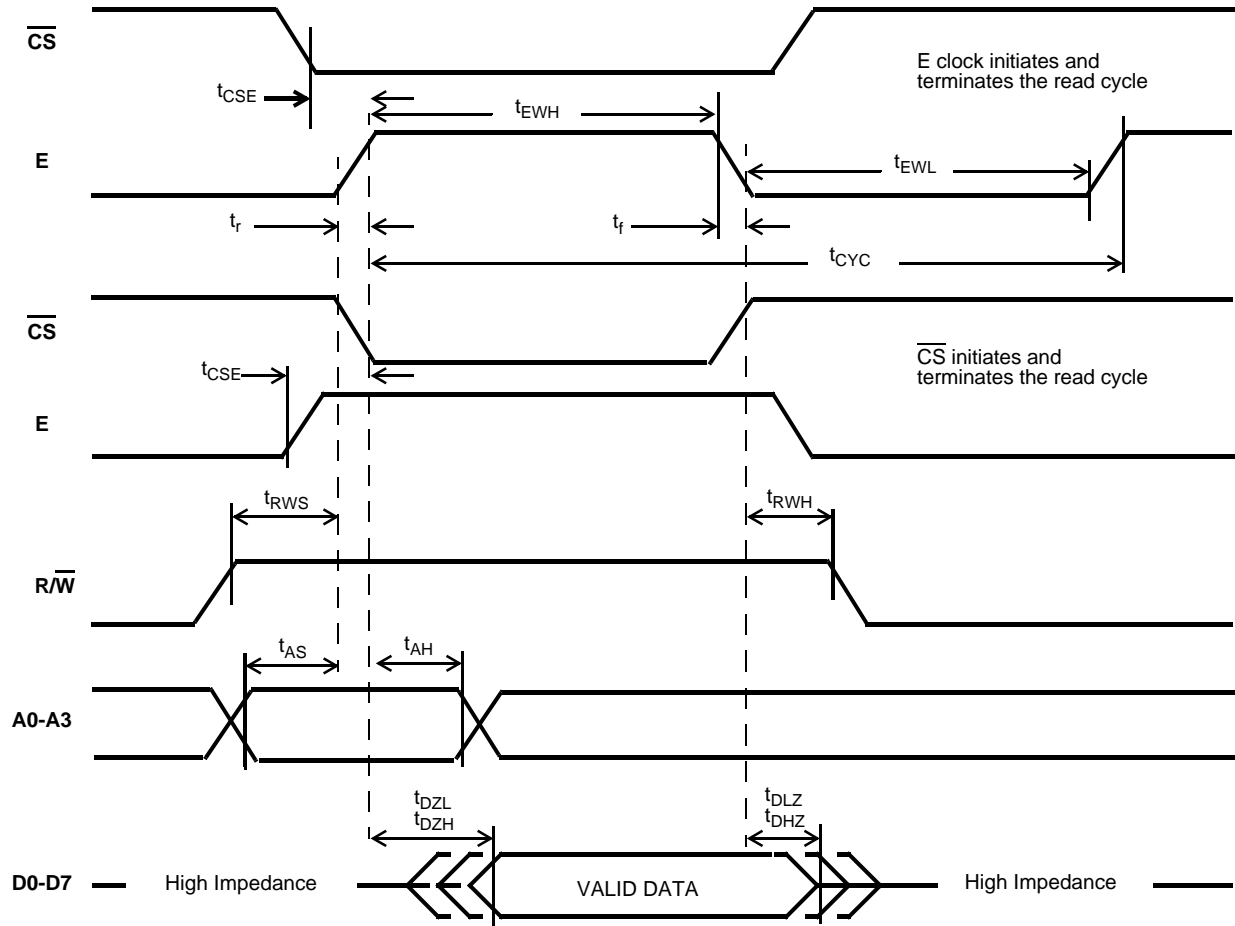 CS
E clock initiates and
terminates the read cycle
tCSE
tEWH
E
tEWL
tr
tf
tCYC
CS
CS initiates and
terminates the read cycle
tCSE
E
tRWS
tRWH
R/W
tAS
tAH
A0-A3
tDZL
tDZH
tDLZ
tDHZ
D0-D7
High Impedance
VALID DATA
High Impedance